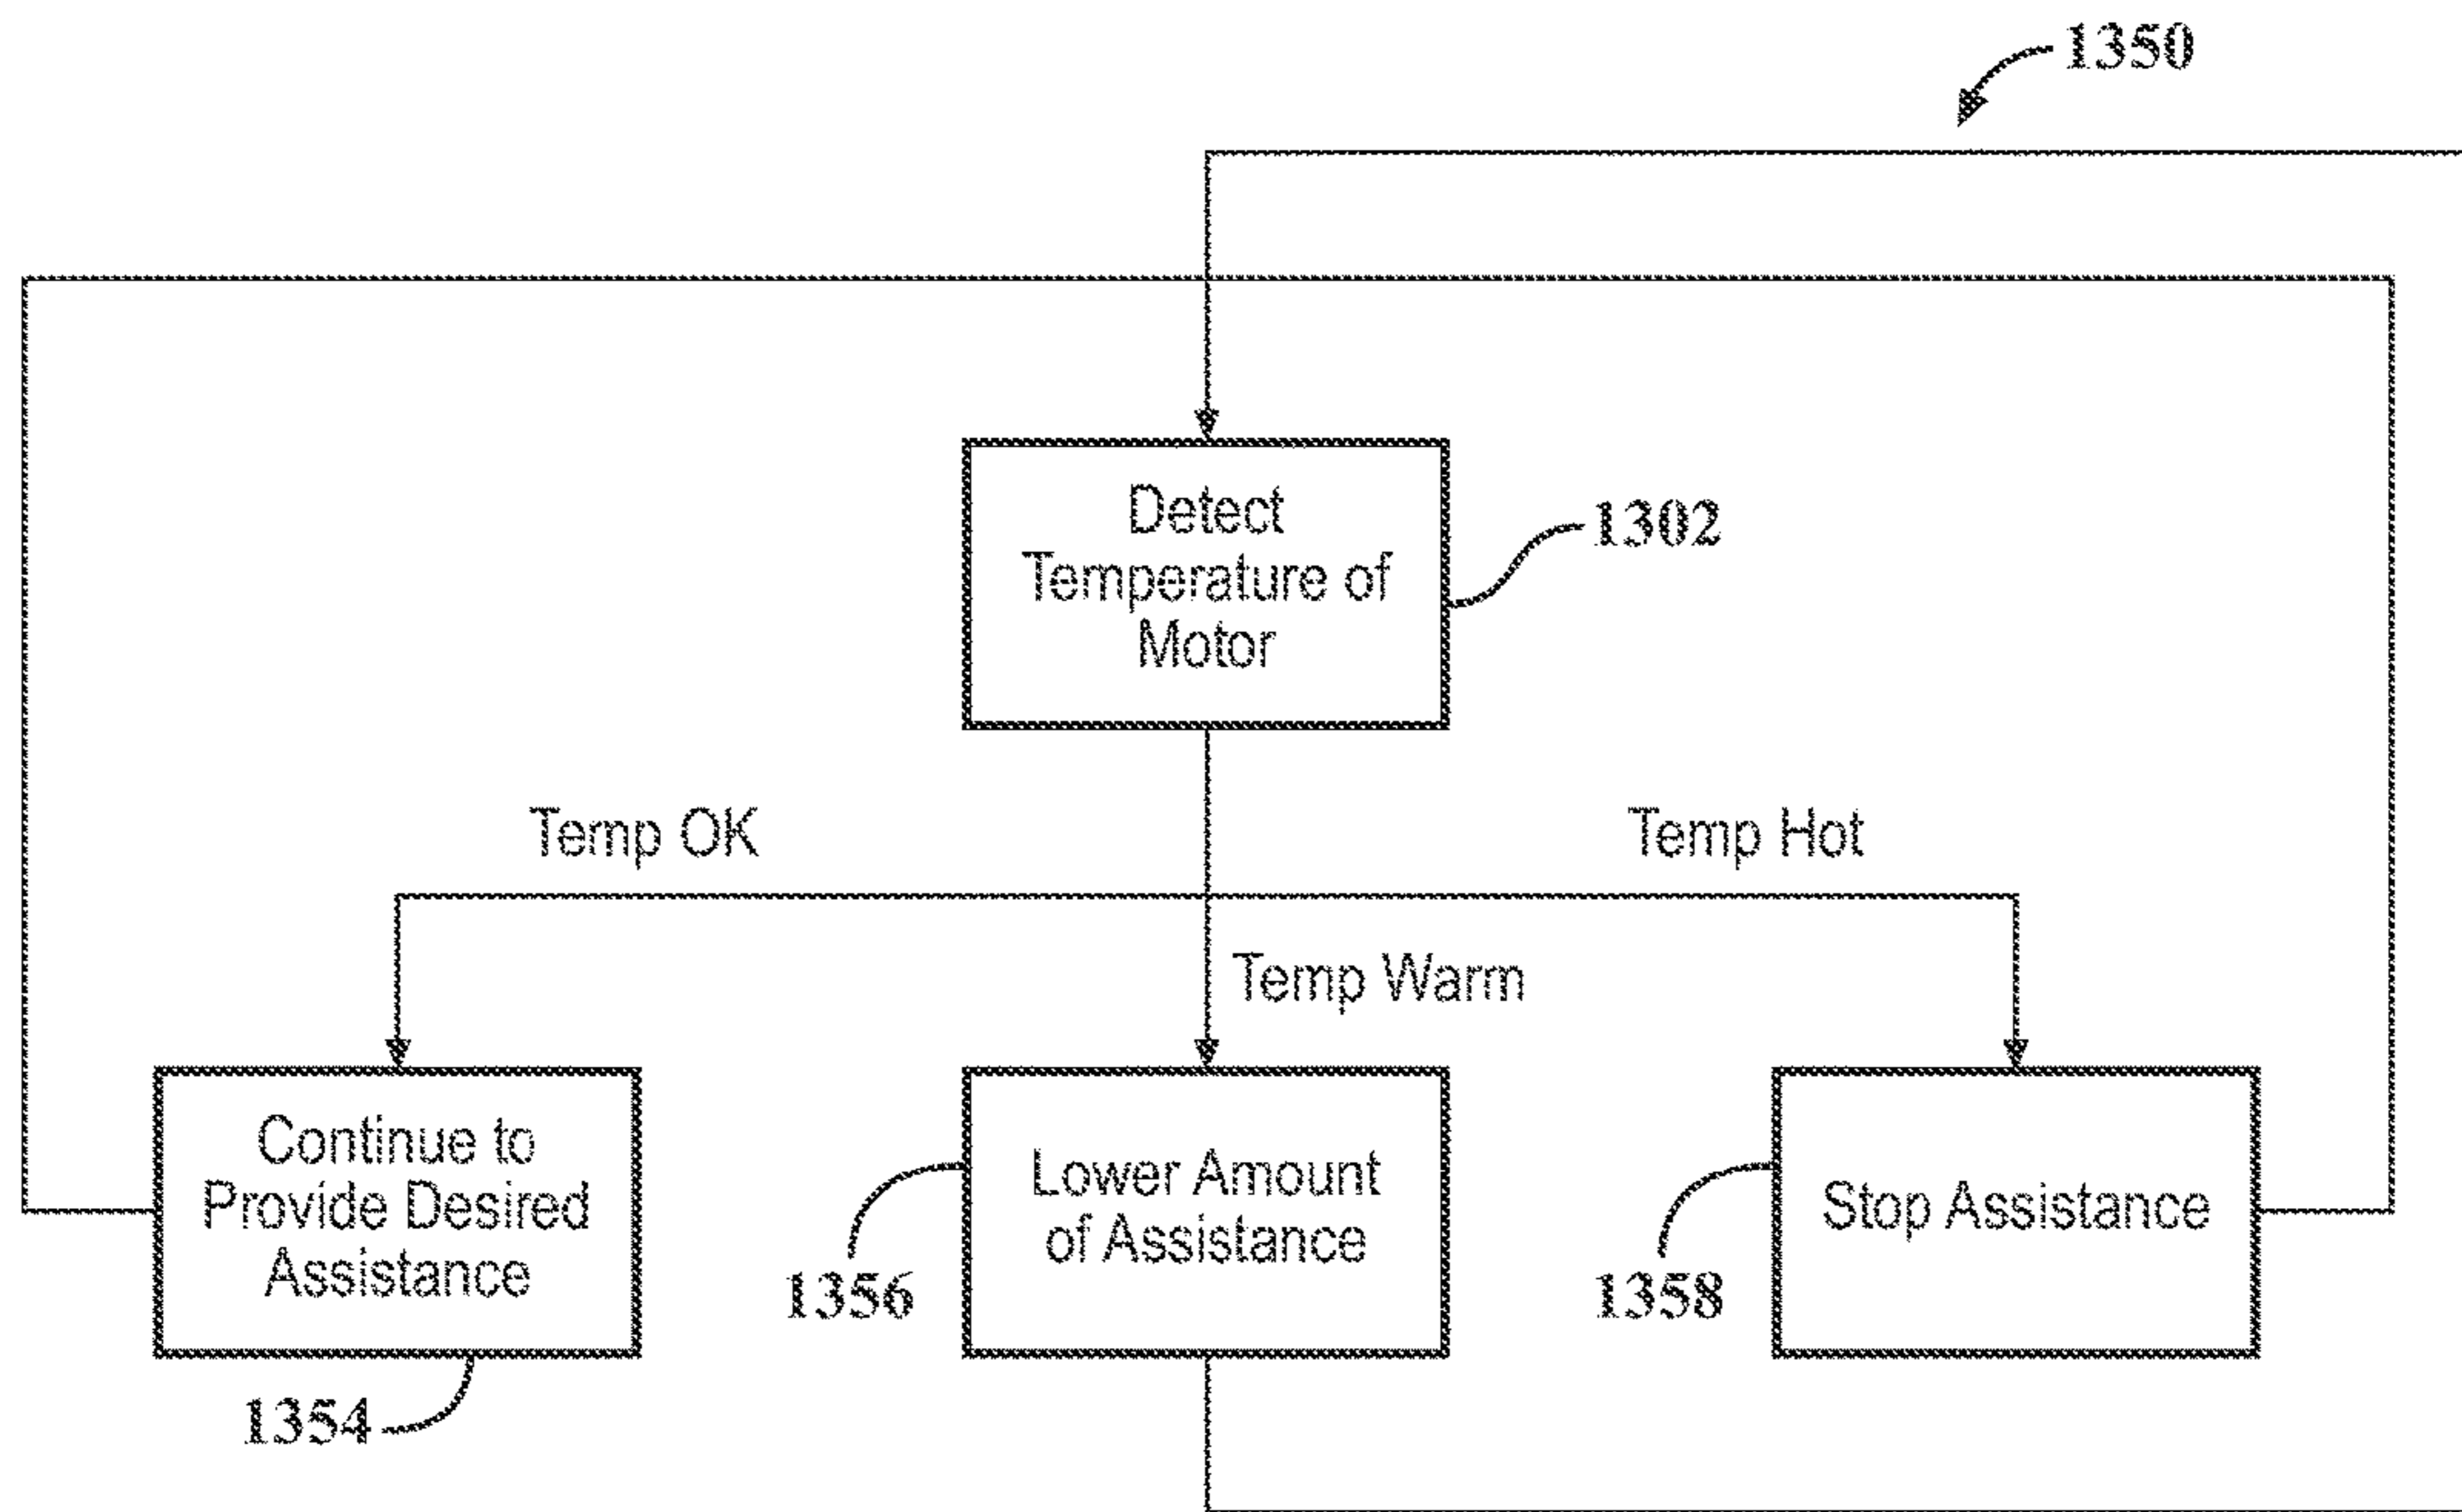 1350
Detect
Temperature of
Motor
1302
Temp OK
Temp Hot
Temp Warm
Continue to
Provide Desired
Assistance
1354
Lower Amount
of Assistance
1356
Stop Assistance
1358